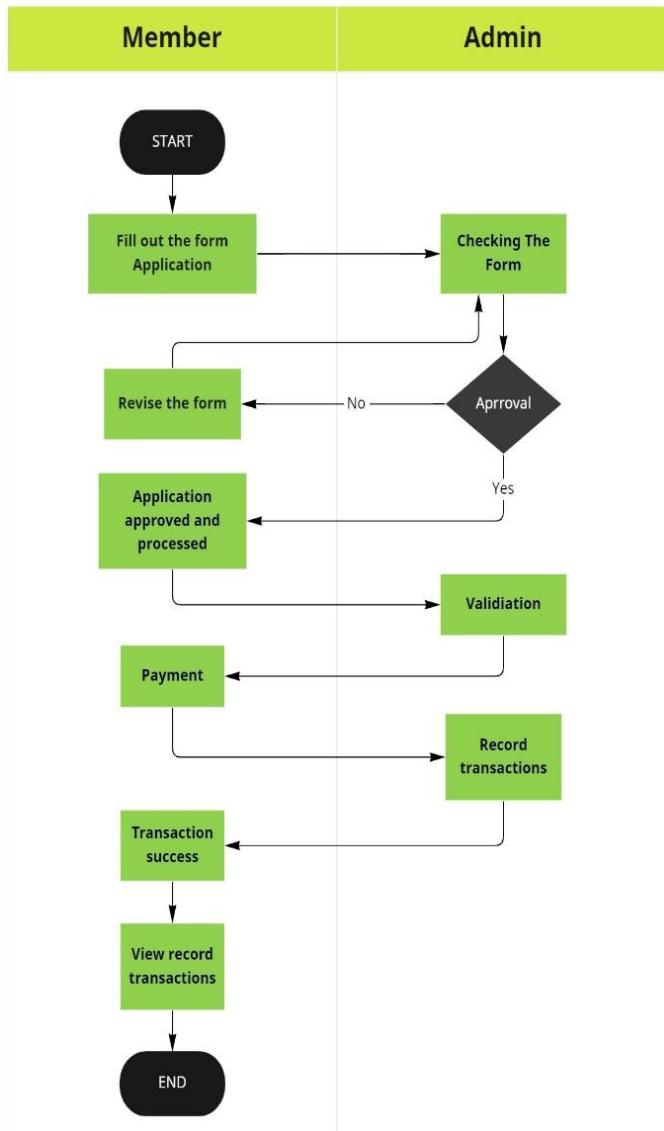 Member
Admin
START
Fill out the form
Application
Checking The
Form
Revise the form
No
Aprroval
Yes
Application
approved and
processed
Validiation
Payment
Record
transactions
Transaction
success
View record
transactions
END